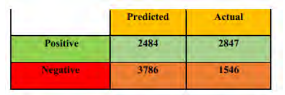 Predicted Actual
Positive 2484 2847
Negative 3786 1546